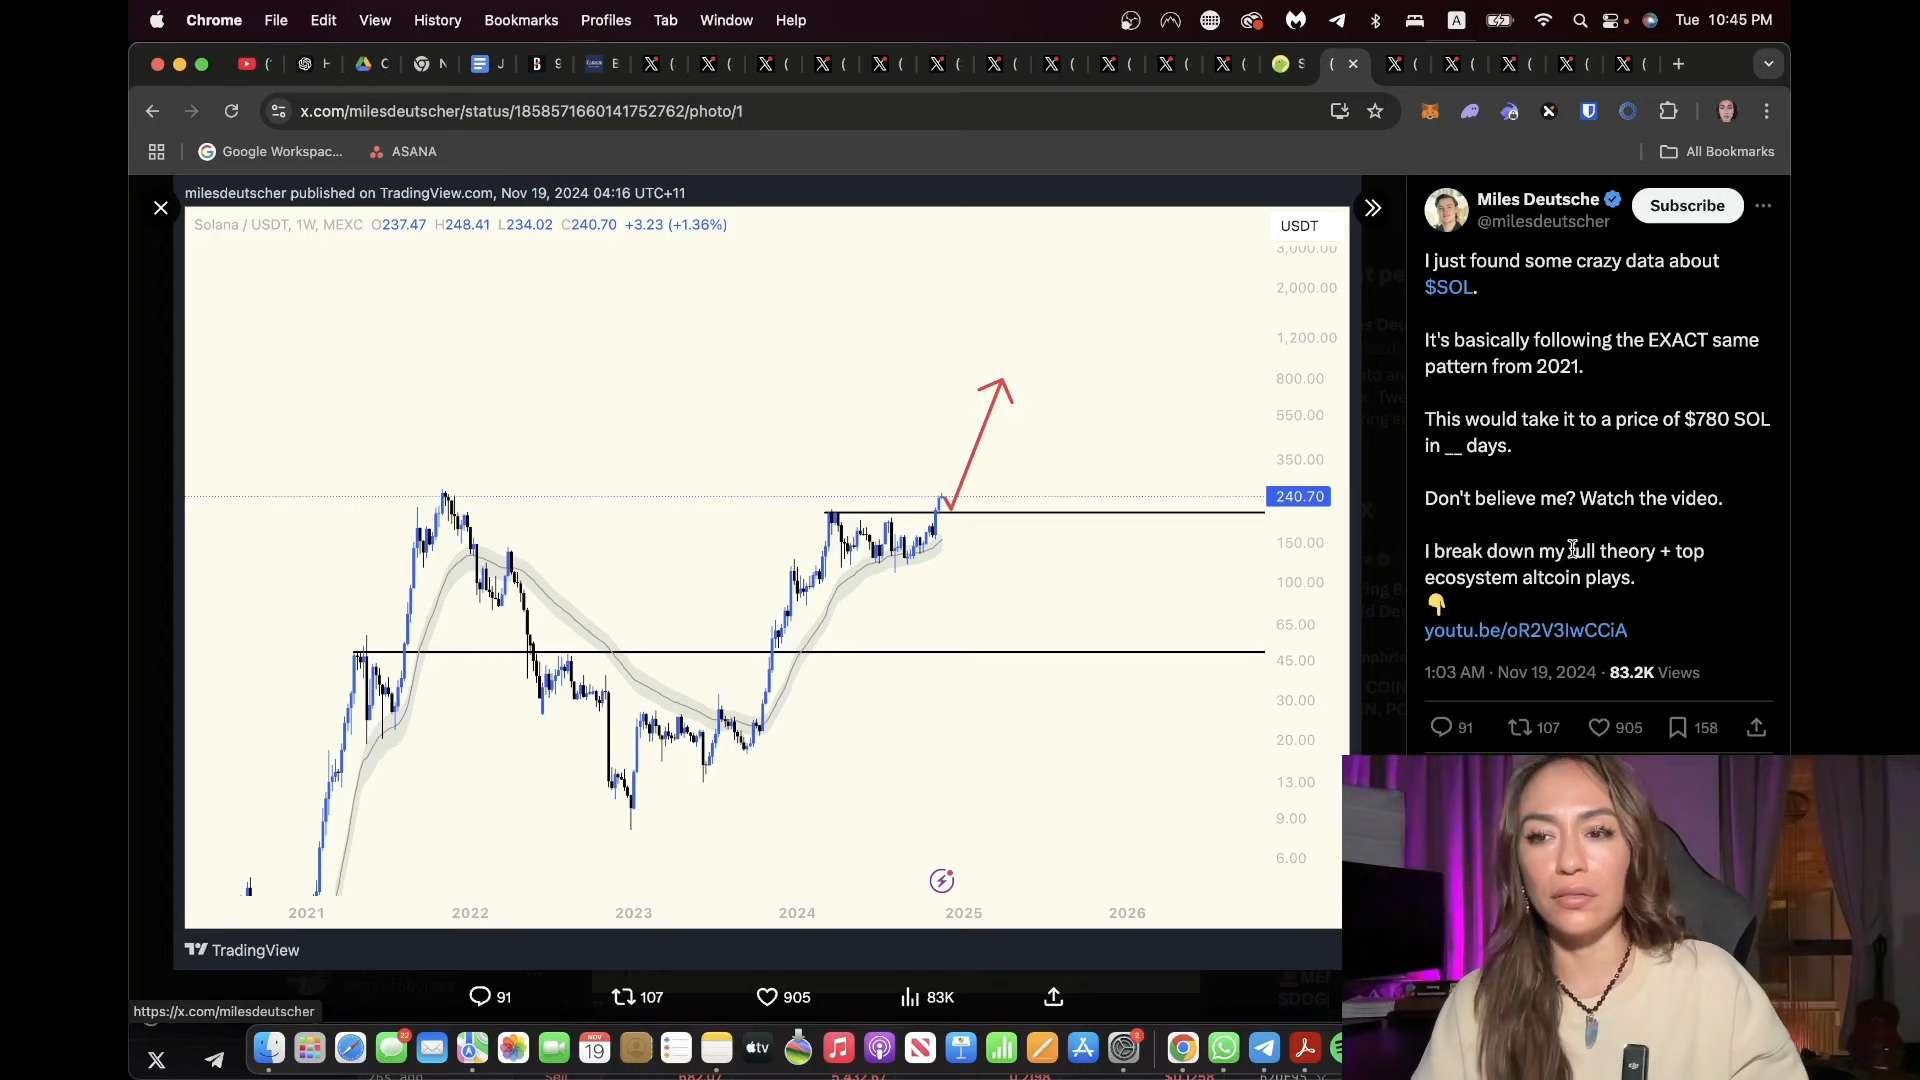 Chrome File Edit View History Bookmarks Profiles Tab Window Help
A
Tue 10:45 PM
x.com/milesdeutscher/status/1858571660141752762/photo/1
Google Workspac... ASANA
All Bookmarks
milesdeutscher published on TradingView.com, Nov 19, 2024 04:16 UTC+11
Solana / USDT, 1W, MEXC O237.47 H248.41 L234.02 C240.70 +3.23 (+1.36%)
USDT
3,000.00
2,000.00
1,200.00
800.00
550.00
350.00
240.70
150.00
100.00
65.00
45.00
30.00
20.00
13.00
9.00
6.00
2021 2022 2023 2024 2025 2026
TradingView
91 107 905 83K
Miles Deutsche
@milesdeutscher
Subscribe
I just found some crazy data about
$SOL.
It's basically following the EXACT same
pattern from 2021.
This would take it to a price of $780 SOL
in __ days.
Don't believe me? Watch the video.
I break down my full theory + top
ecosystem altcoin plays.
👇
youtu.be/oR2V3IwCCiA
1:03 AM · Nov 19, 2024 · 83.2K Views
91 107 905 158
https://x.com/milesdeutscher
22
NOV
19
tv
2